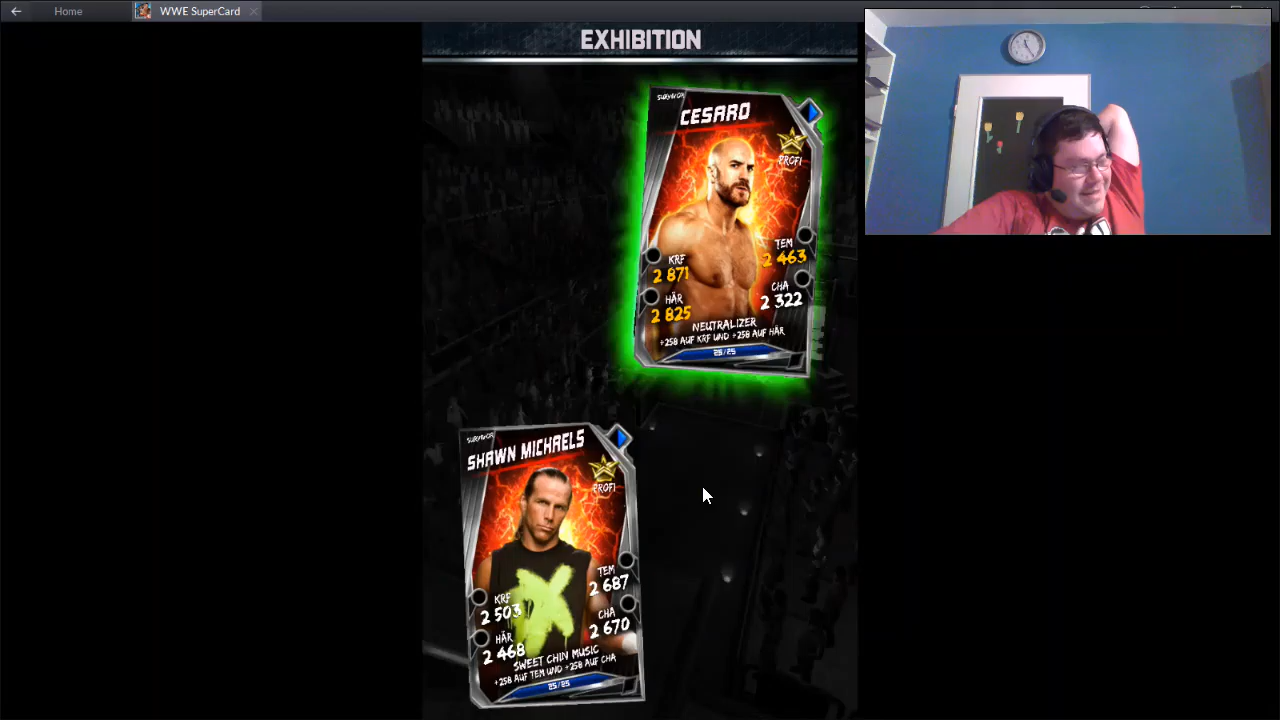 Home
WWE SuperCard
EXHIBITION
SURVIVOR
CESARO
PROFI
KRF
2 871
TEM
2 463
HÄR
2 825
CHA
2 322
NEUTRALIZER
+258 AUF KRF UND +258 AUF HÄR
25/25
SURVIVOR
SHAWN MICHAELS
PROFI
TEM
2 687
KRF
2 503
CHA
2 670
HÄR
2 468
SWEET CHIN MUSIC
+258 AUF TEM UND +258 AUF CHA
25/25